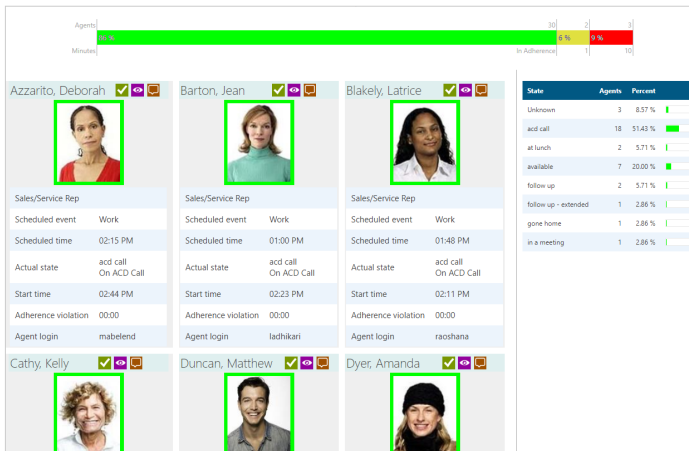 Agents 30 2 3
6 % 9 %
Minutes In Adherence 1 10
Azzarito, Deborah
Sales/Service Rep
Scheduled event Work
Scheduled time 02:15 PM
Actual state acd call
On ACD Call
Start time 02:44 PM
Adherence violation 00:00
Agent login mabelend
Barton, Jean
Sales/Service Rep
Scheduled event Work
Scheduled time 01:00 PM
Actual state acd call
On ACD Call
Start time 02:23 PM
Adherence violation 00:00
Agent login ladhikari
Blakely, Latrice
Sales/Service Rep
Scheduled event Work
Scheduled time 01:48 PM
Actual state acd call
On ACD Call
Start time 02:11 PM
Adherence violation 00:00
Agent login raoshana
Cathy, Kelly
Duncan, Matthew
Dyer, Amanda
State Agents Percent
Unknown 3 8.57 %
acd call 18 51.43 %
at lunch 2 5.71 %
available 7 20.00 %
follow up 2 5.71 %
follow up - extended 1 2.86 %
gone home 1 2.86 %
in a meeting 1 2.86 %